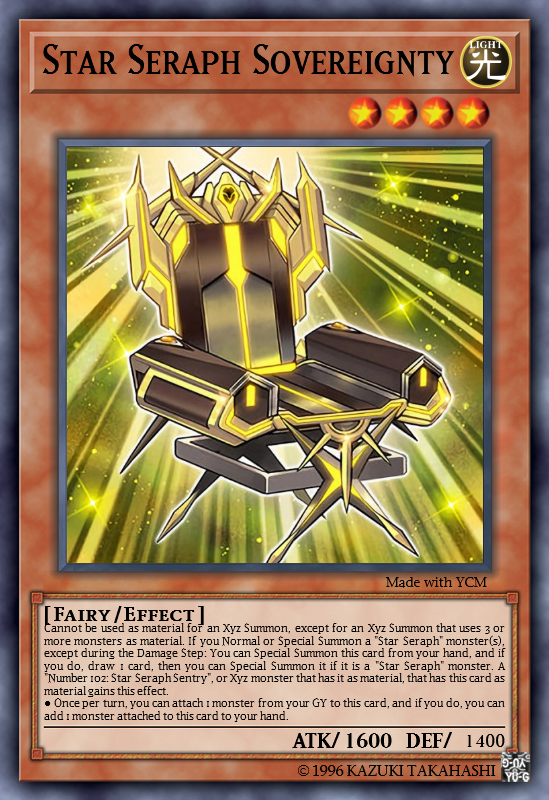 STAR SERAPH SOVEREIGNTY
LIGHT
光
Made with YCM
[FAIRY/EFFECT]
Cannot be used as material for an Xyz Summon, except for an Xyz Summon that uses 3 or
more monsters as material. If you Normal or Special Summon a "Star Seraph" monster(s),
except during the Damage Step: You can Special Summon this card from your hand, and if
you do, draw 1 card, then you can Special Summon it if it is a "Star Seraph" monster. A
"Number 102: Star Seraph Sentry", or Xyz monster that has it as material, that has this card as
material gains this effect.
● Once per turn, you can attach 1 monster from your GY to this card, and if you do, you can
add 1 monster attached to this card to your hand.
ATK/ 1600 DEF/ 1400
©1996 KAZUKI TAKAHASHI